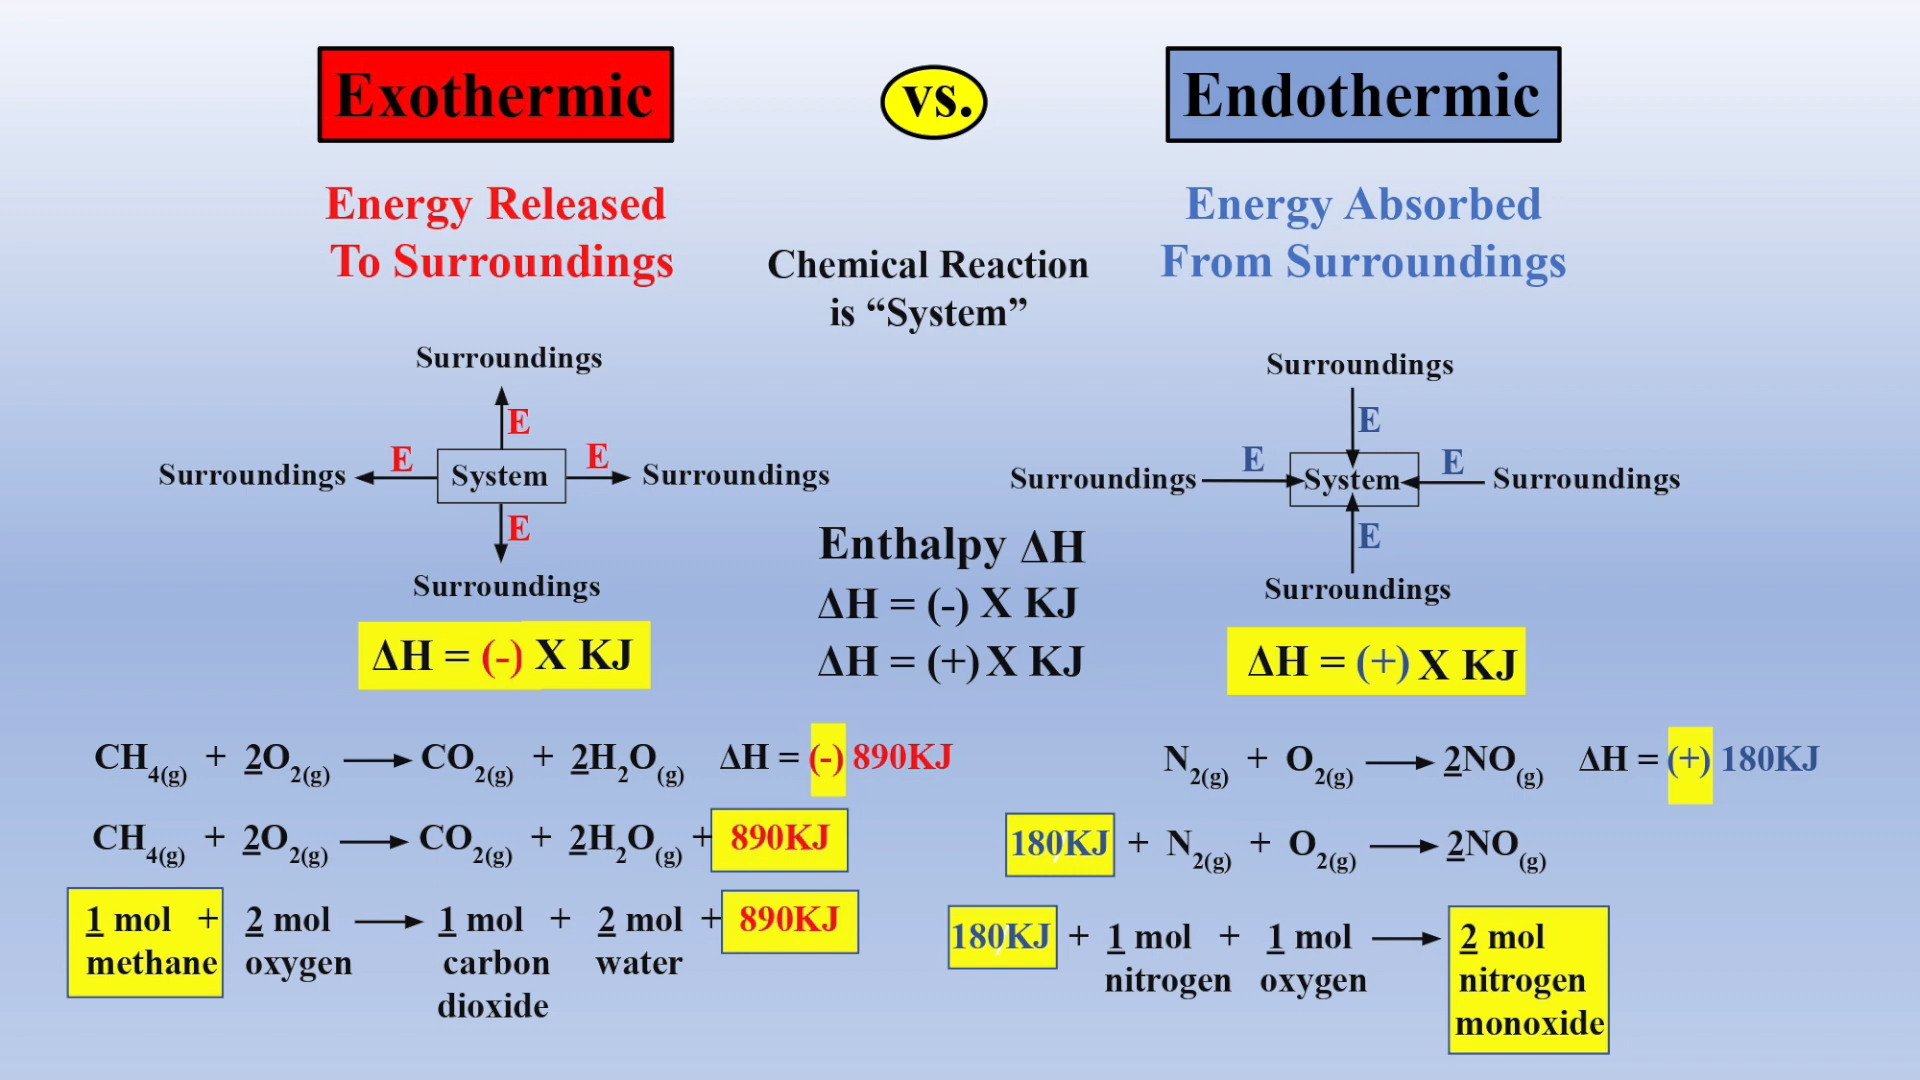 Exothermic
vs.
Endothermic
Energy Released
To Surroundings
Chemical Reaction
is “System”
Energy Absorbed
From Surroundings
Surroundings
E
Surroundings E System E Surroundings
E
Surroundings
ΔH = (-) X KJ
Enthalpy ΔH
ΔH = (-) X KJ
ΔH = (+) X KJ
Surroundings
E
Surroundings E System E Surroundings
E
Surroundings
ΔH = (+) X KJ
CH4(g) + 2O2(g) ⟶ CO2(g) + 2H2O(g) ΔH = (-) 890KJ
CH4(g) + 2O2(g) ⟶ CO2(g) + 2H2O(g) + 890KJ
1 mol + 2 mol ⟶ 1 mol + 2 mol + 890KJ
methane oxygen carbon water
dioxide
N2(g) + O2(g) ⟶ 2NO(g) ΔH = (+) 180KJ
180KJ + N2(g) + O2(g) ⟶ 2NO(g)
180KJ + 1 mol + 1 mol ⟶ 2 mol
nitrogen oxygen nitrogen
monoxide